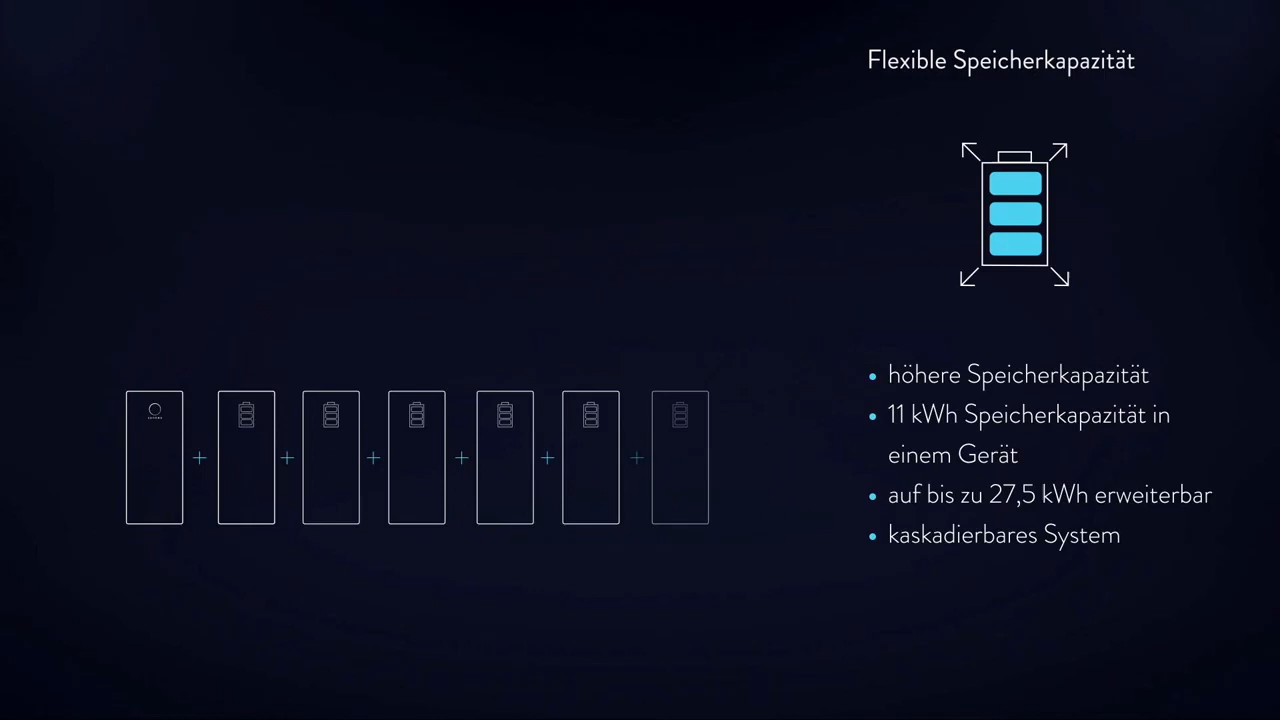 Flexible Speicherkapazität
• höhere Speicherkapazität
• 11 kWh Speicherkapazität in
einem Gerät
• auf bis zu 27,5 kWh erweiterbar
• kaskadierbares System